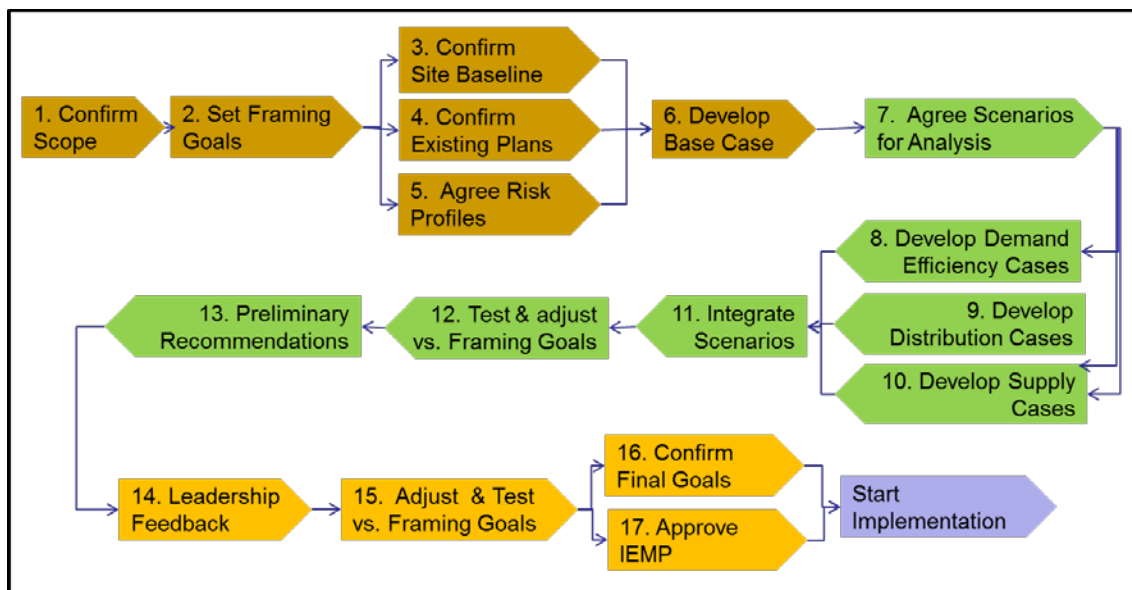 1. Confirm
Scope
2. Set Framing
Goals
3. Confirm
Site Baseline
4. Confirm
Existing Plans
5. Agree Risk
Profiles
6. Develop
Base Case
7. Agree Scenarios
for Analysis
8. Develop Demand
Efficiency Cases
9. Develop
Distribution Cases
10. Develop Supply
Cases
11. Integrate
Scenarios
12. Test & adjust
vs. Framing Goals
13. Preliminary
Recommendations
14. Leadership
Feedback
15. Adjust & Test
vs. Framing Goals
16. Confirm
Final Goals
17. Approve
IEMP
Start
Implementation